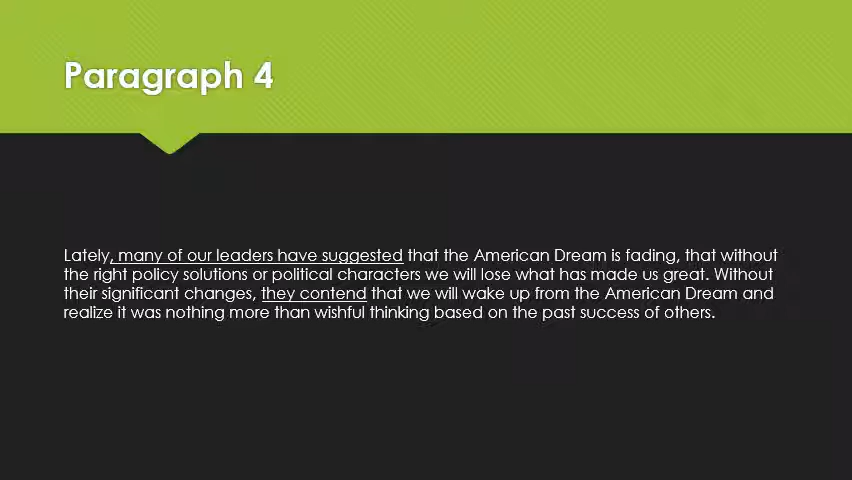 Paragraph 4
Lately, many of our leaders have suggested that the American Dream is fading, that without
the right policy solutions or political characters we will lose what has made us great. Without
their significant changes, they contend that we will wake up from the American Dream and
realize it was nothing more than wishful thinking based on the past success of others.